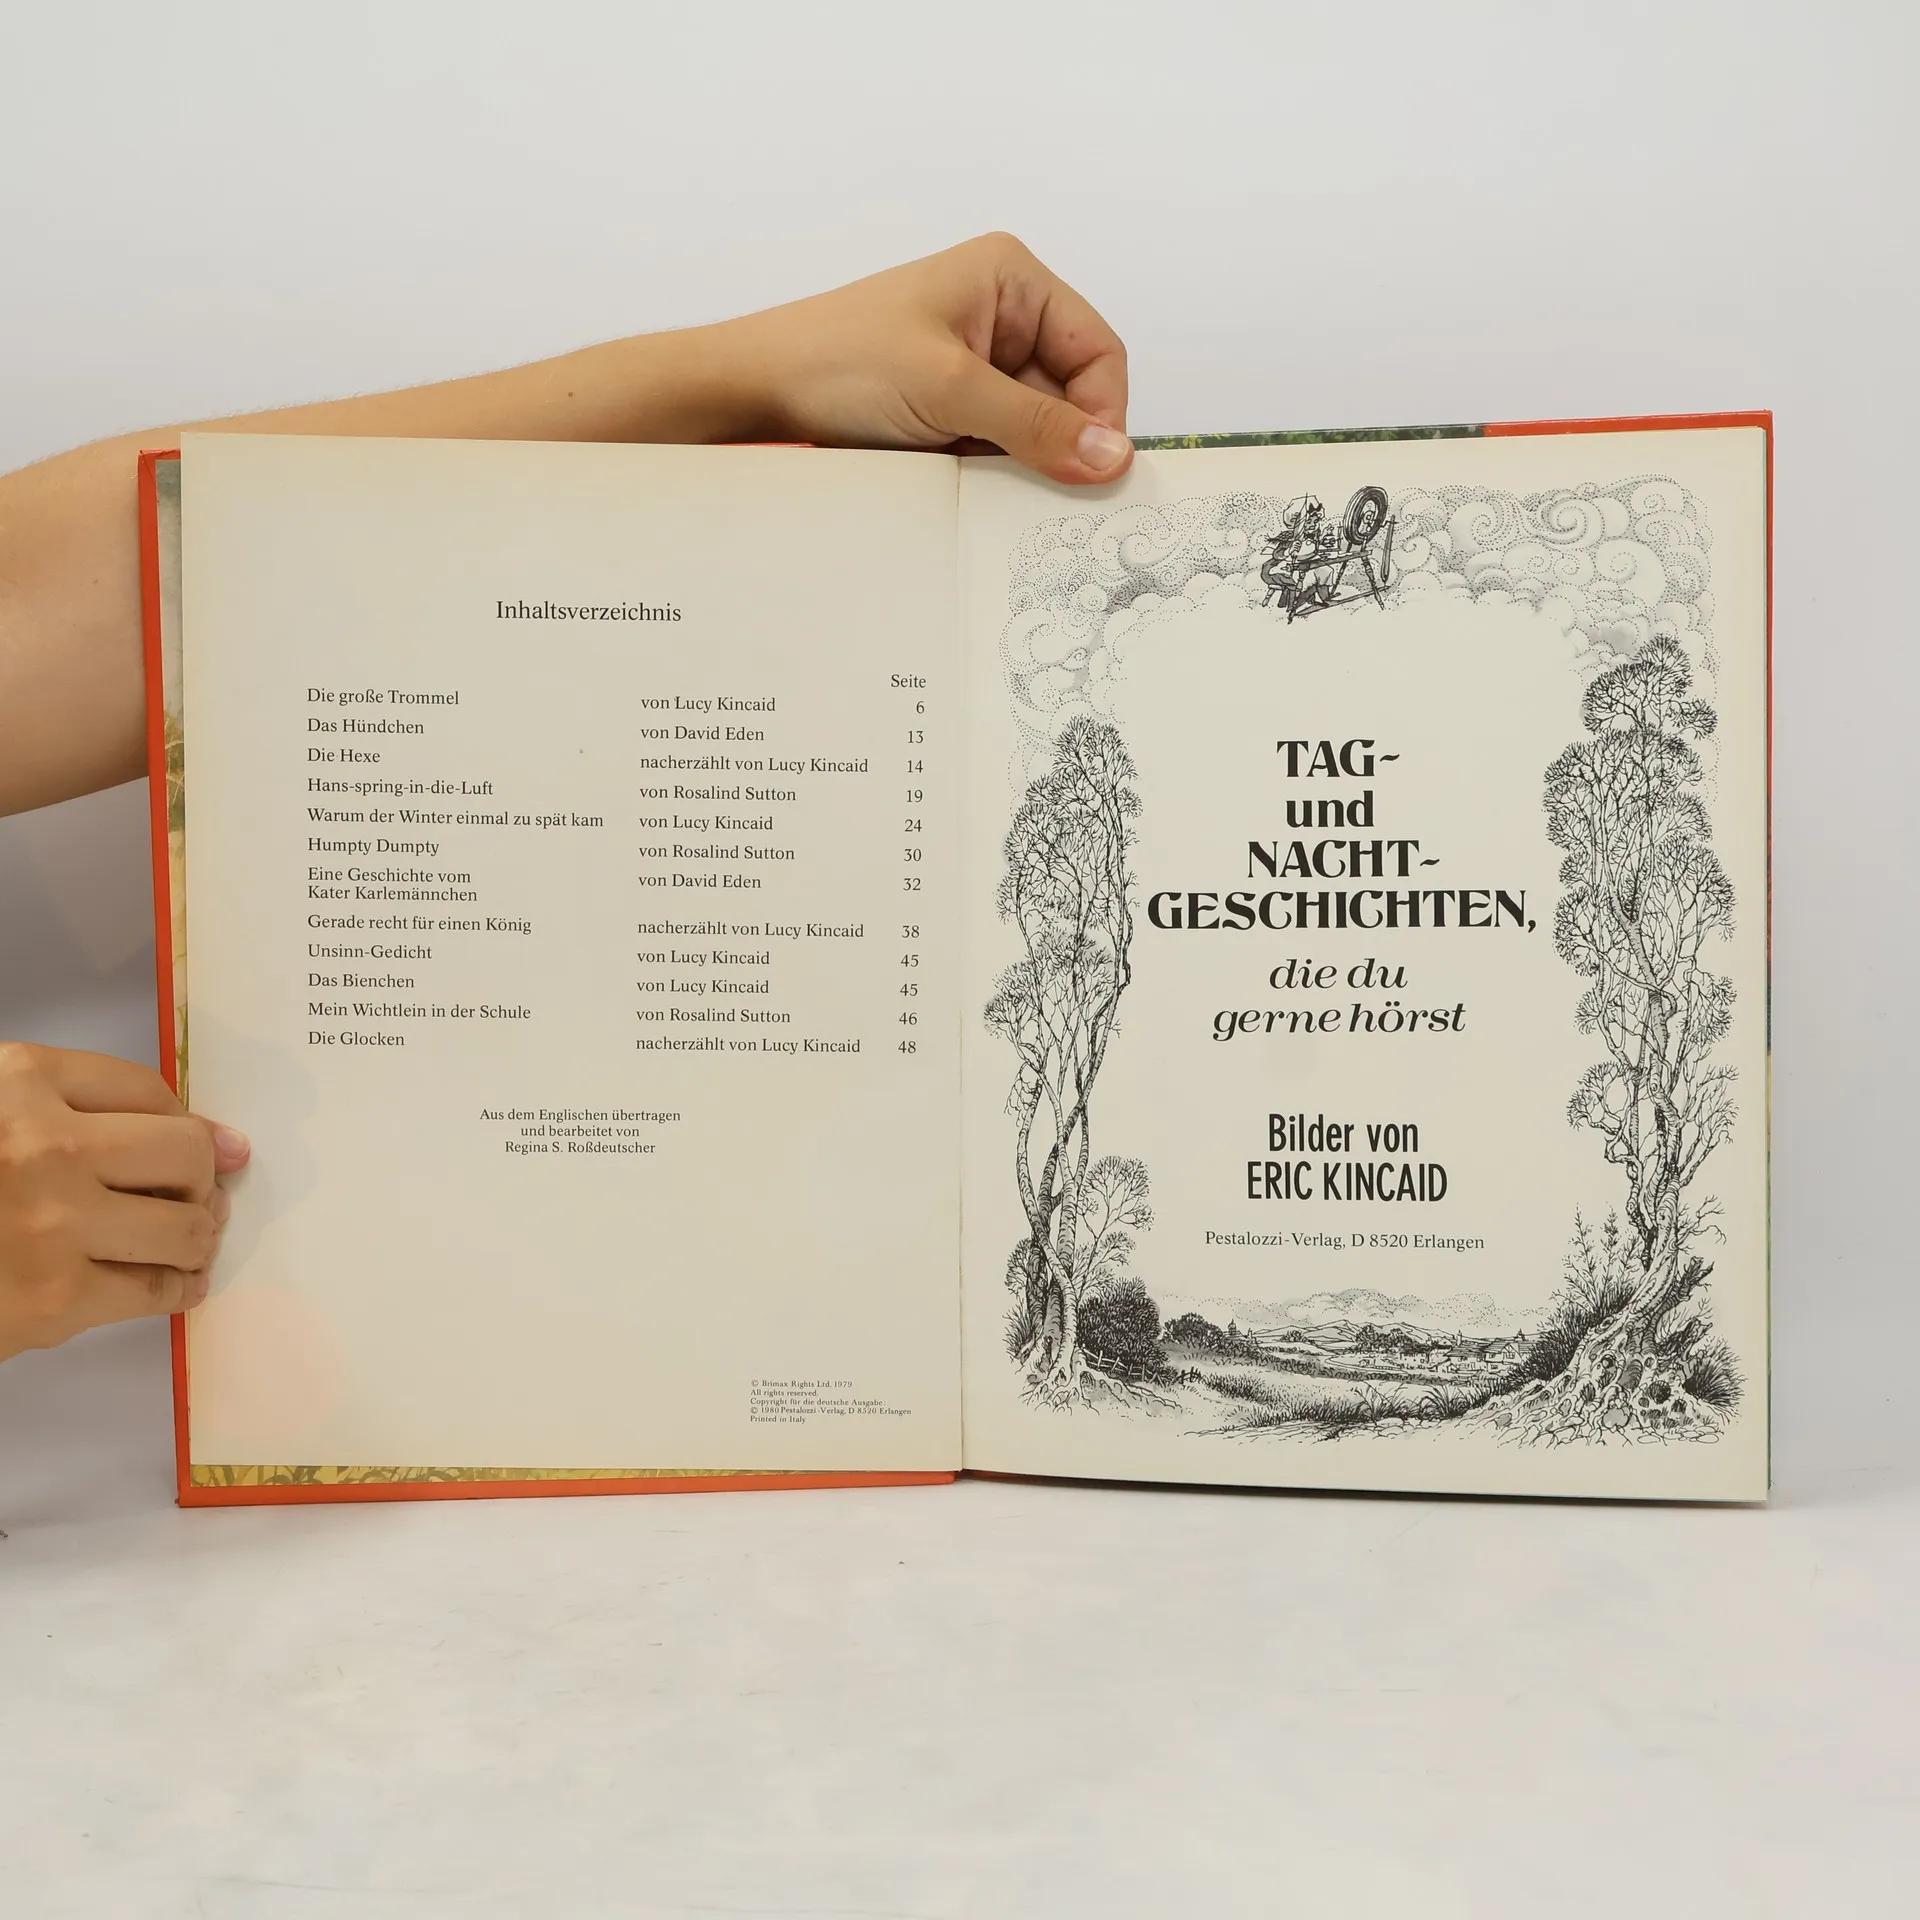 Inhaltsverzeichnis
Seite
Die große Trommel von Lucy Kincaid 6
Das Hündchen von David Eden 13
Die Hexe nacherzählt von Lucy Kincaid 14
Hans-spring-in-die-Luft von Rosalind Sutton 19
Warum der Winter einmal zu spät kam von Lucy Kincaid 24
Humpty Dumpty von Rosalind Sutton 30
Eine Geschichte vom von David Eden 32
Kater Karlemännchen
Gerade recht für einen König nacherzählt von Lucy Kincaid 38
Unsinn-Gedicht von Lucy Kincaid 45
Das Bienchen von Lucy Kincaid 45
Mein Wichtlein in der Schule von Rosalind Sutton 46
Die Glocken nacherzählt von Lucy Kincaid 48
Aus dem Englischen übertragen
und bearbeitet von
Regina S. Roßdeutscher
© Brimax Rights Ltd. 1979
All rights reserved.
Copyright für die deutsche Ausgabe:
© 1980 Pestalozzi-Verlag, D 8520 Erlangen
Printed in Italy
TAG-
und
NACHT-
GESCHICHTEN,
die du
gerne hörst
Bilder von
ERIC KINCAID
Pestalozzi-Verlag, D 8520 Erlangen